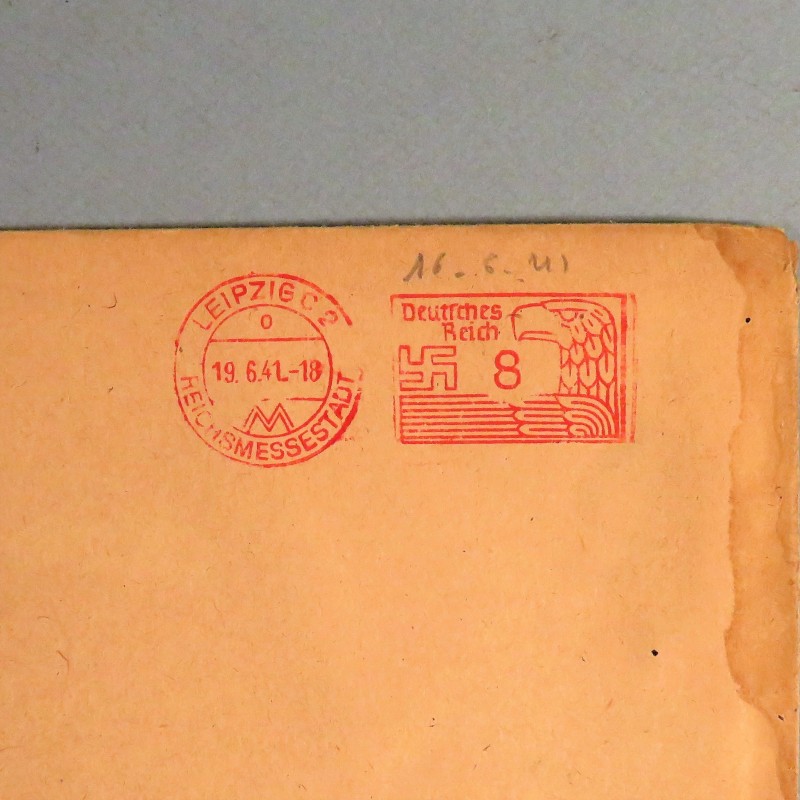 16-6-41
LEIPZIG C 2
o
19.6.41.-18
REICHSMESSESTADT
Deutsches
Reich
8